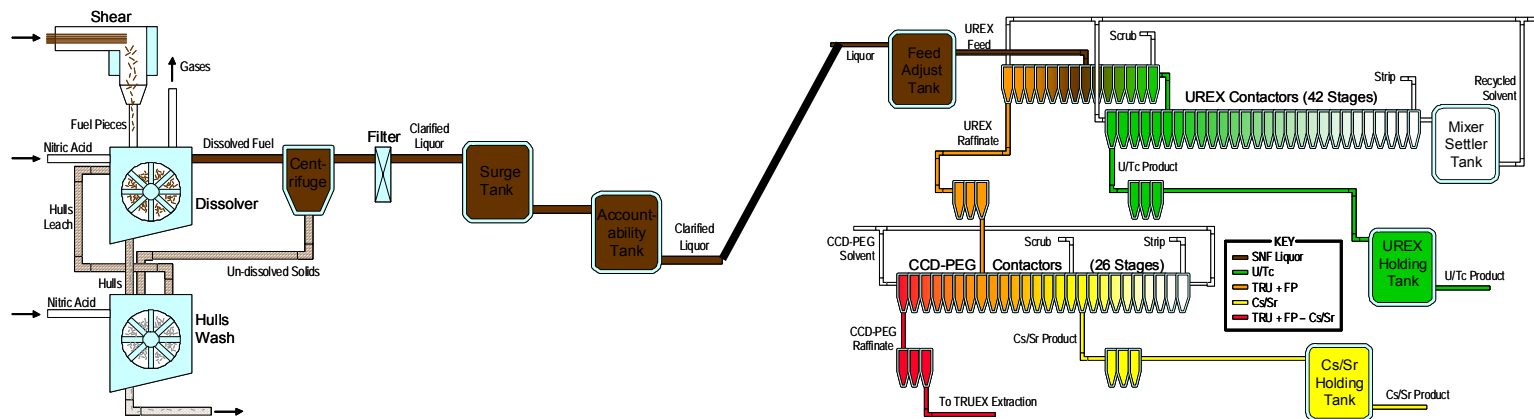 Shear
Gases
Fuel Pieces
Nitric Acid
Dissolved Fuel
Filter
Clarified
Liquor
Cent-
rifuge
Dissolver
Hulls
Leach
Un-dissolved Solids
Hulls
Nitric Acid
Hulls
Wash
Surge
Tank
Account-
ability
Tank
Clarified
Liquor
Liquor
Feed
Adjust
Tank
UREX
Feed
Scrub
UREX Contactors (42 Stages)
Strip
Recycled
Solvent
Mixer
Settler
Tank
UREX
Raffinate
U/Tc Product
CCD-PEG
Solvent
Scrub
Strip
CCD-PEG Contactors (26 Stages)
KEY
SNF Liquor
U/Tc
TRU + FP
Cs/Sr
TRU + FP – Cs/Sr
UREX
Holding
Tank
U/Tc Product
CCD-PEG
Raffinate
Cs/Sr Product
To TRUEX Extraction
Cs/Sr
Holding
Tank
Cs/Sr Product